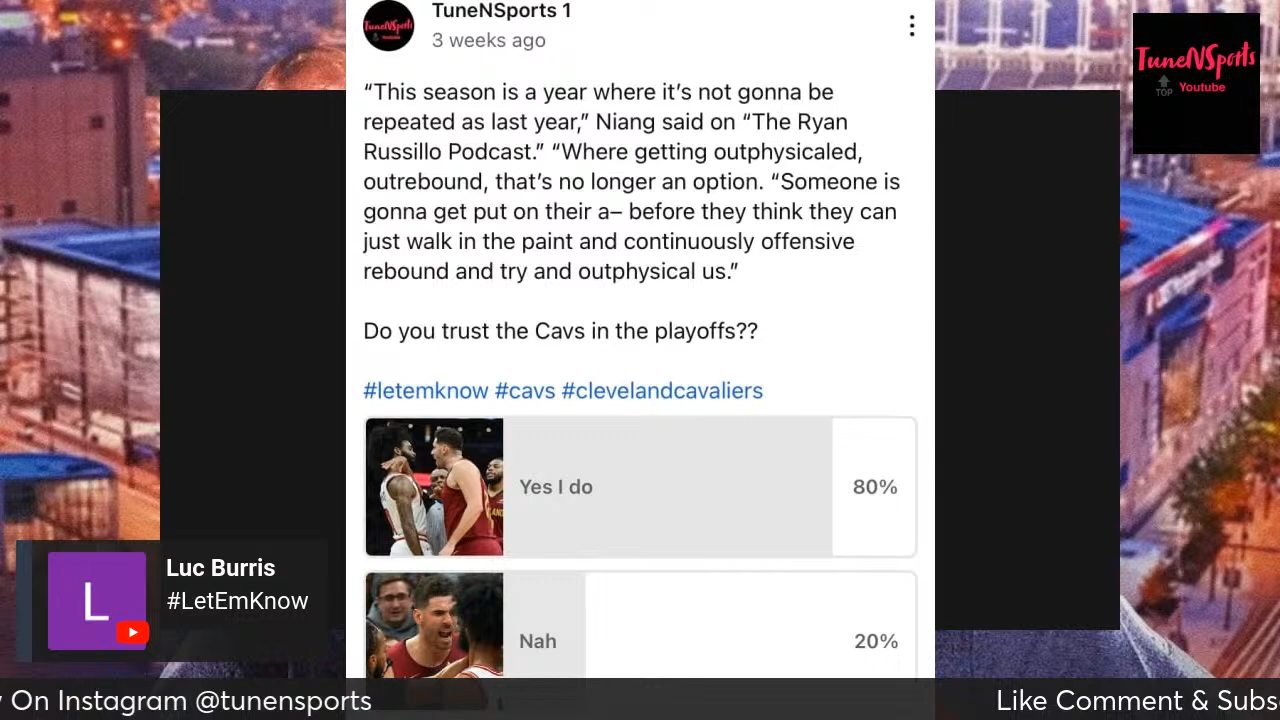 TuneNSports 1
3 weeks ago
“This season is a year where it’s not gonna be
repeated as last year,” Niang said on “The Ryan
Russillo Podcast.” “Where getting outphysicaled,
outrebound, that’s no longer an option. “Someone is
gonna get put on their a– before they think they can
just walk in the paint and continuously offensive
rebound and try and outphysical us.”
Do you trust the Cavs in the playoffs??
#letemknow #cavs #clevelandcavaliers
Yes I do
80%
Nah
20%
TuneNSports
TOP Youtube
L
Luc Burris
#LetEmKnow
On Instagram @tunensports
Like Comment & Subs